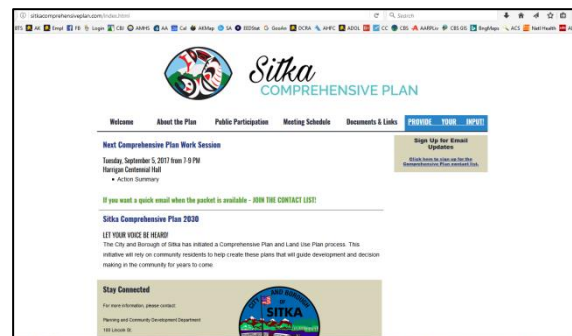 sitkacomprehensiveplan.com/index.html
Search
Sitka
COMPREHENSIVE PLAN
Welcome About the Plan Public Participation Meeting Schedule Documents & Links PROVIDE YOUR INPUT!
Next Comprehensive Plan Work Session
Tuesday, September 5, 2017 from 7-9 PM
Harrigan Centennial Hall
• Action Summary
If you want a quick email when the packet is available - JOIN THE CONTACT LIST!
Sitka Comprehensive Plan 2030
LET YOUR VOICE BE HEARD!
The City and Borough of Sitka has initiated a Comprehensive Plan and Land Use Plan process. This
initiative will rely on community residents to help create these plans that will guide development and decision
making in the community for years to come
Sign Up for Email
Updates
Click here to sign up for the
Comprehensive Plan contact list.
Stay Connected
For more information, please contact:
Planning and Community Development Department
100 Lincoln St.
CITY AND BOROUGH
OF
SITKA